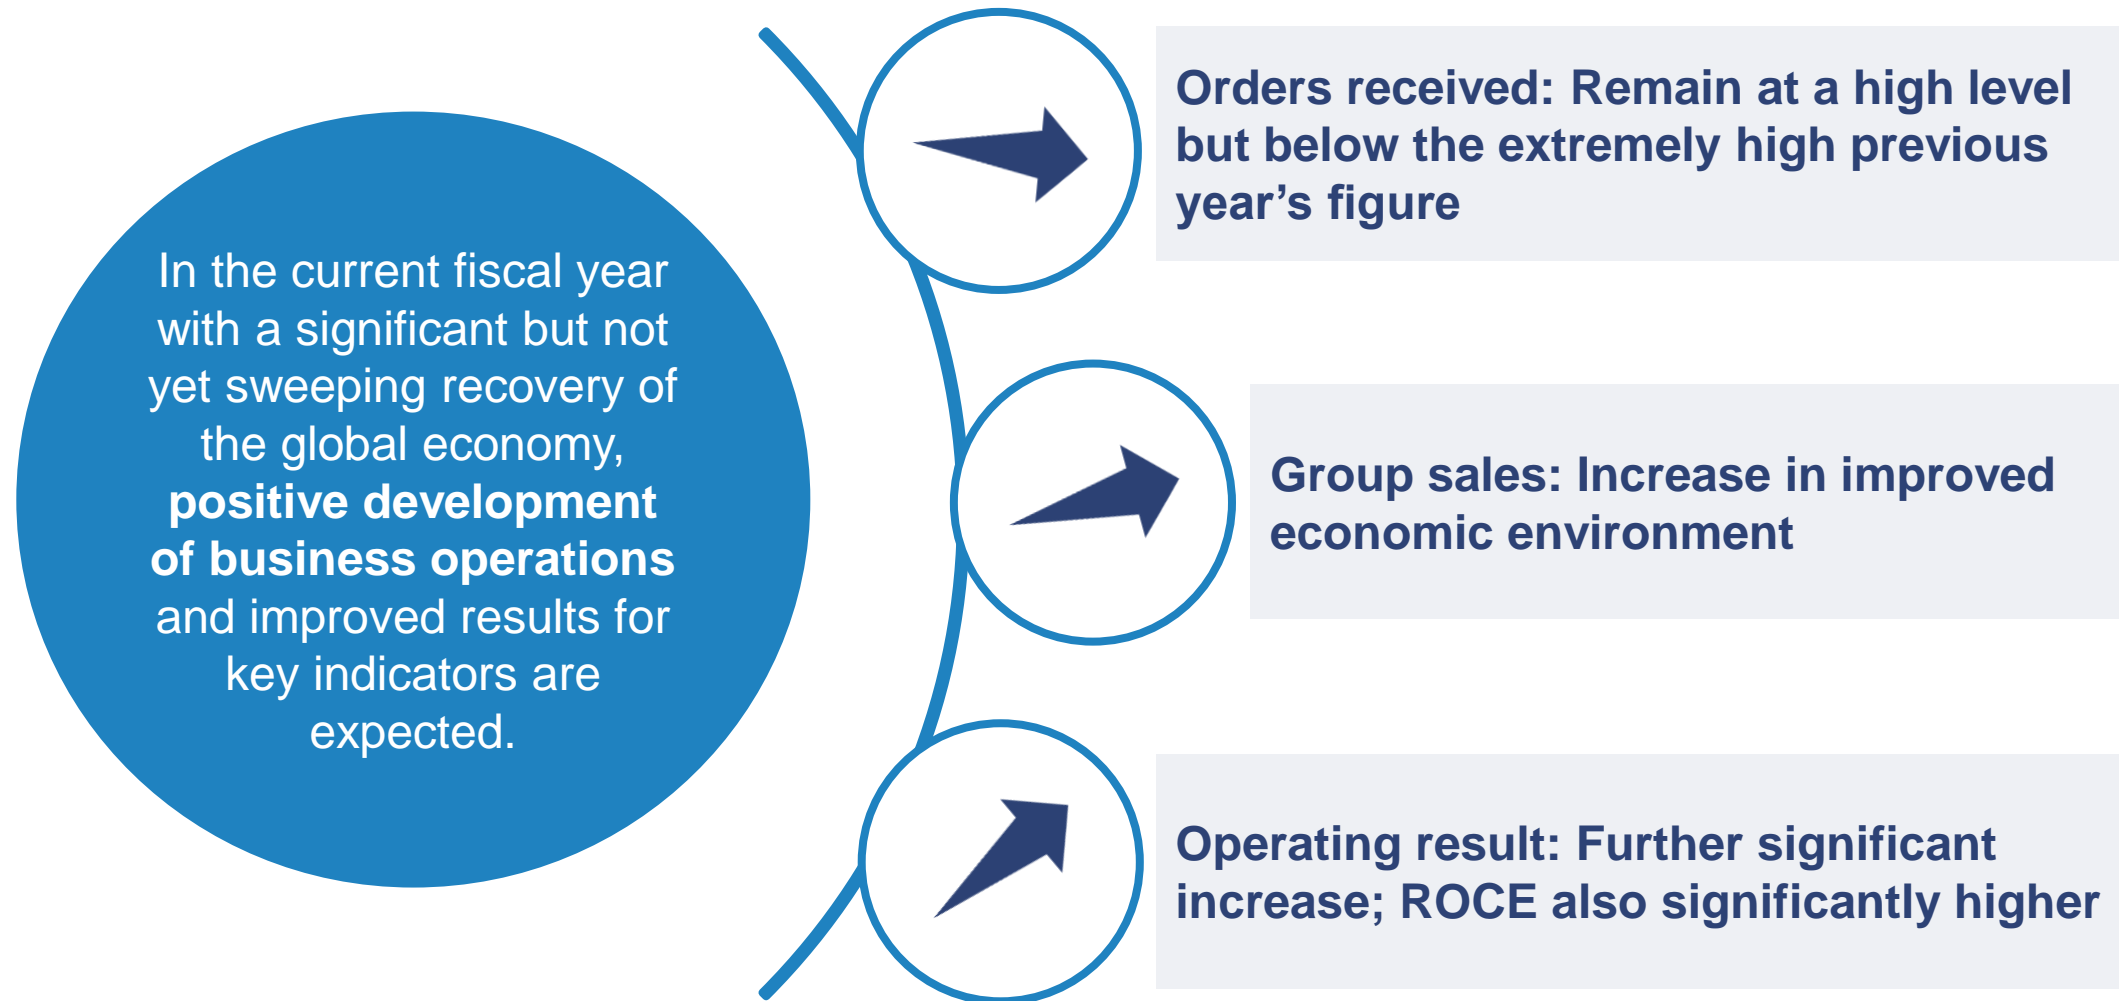 In the current fiscal year
with a significant but not
yet sweeping recovery of
the global economy,
positive development
of business operations
and improved results for
key indicators are
expected.
Orders received: Remain at a high level
but below the extremely high previous
year’s figure
Group sales: Increase in improved
economic environment
Operating result: Further significant
increase; ROCE also significantly higher